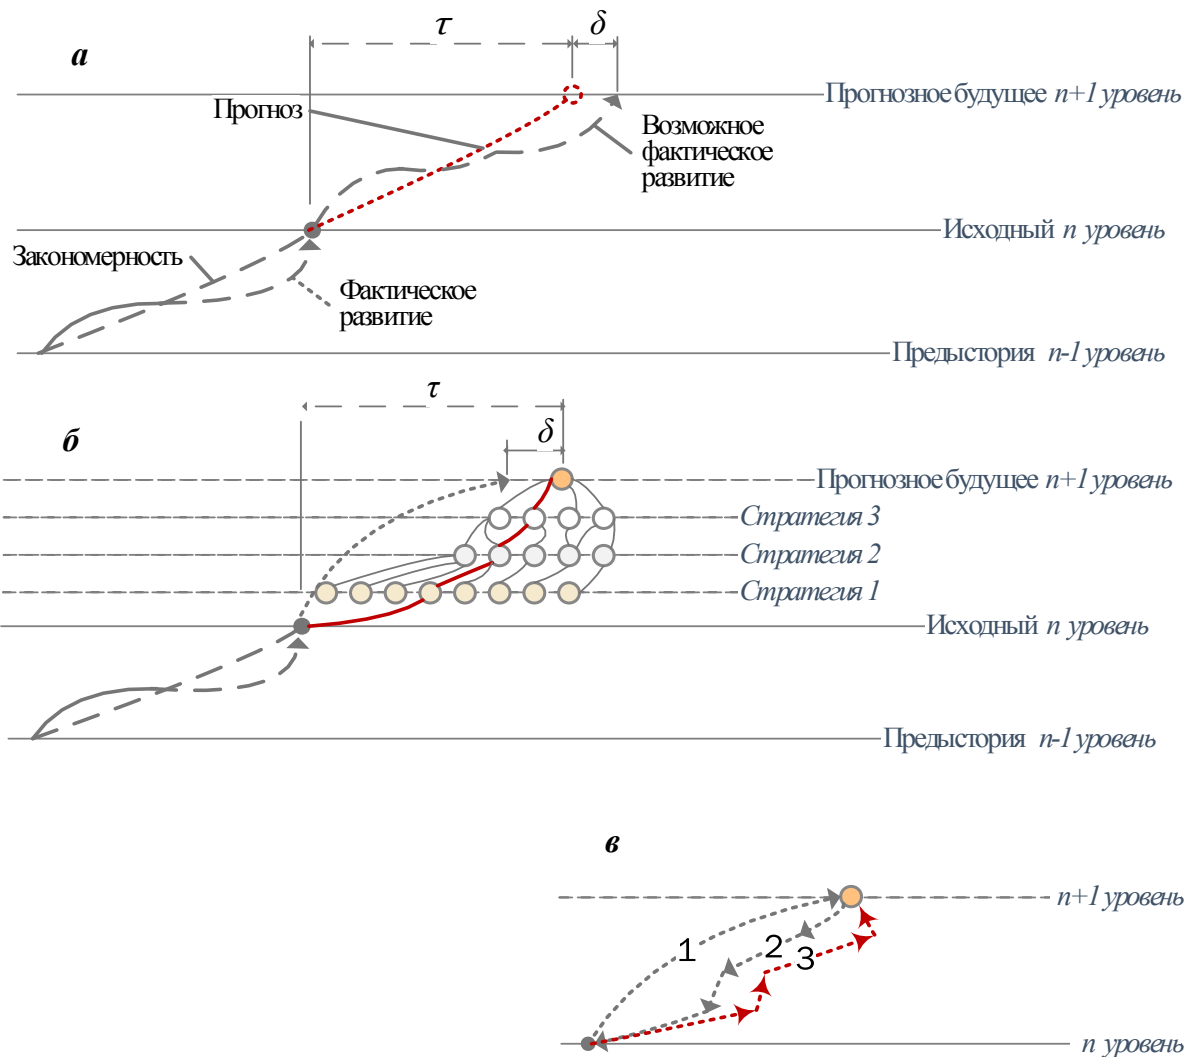 τ
δ
а
Прогнозное будущее n+1 уровень
Прогноз
Возможное
фактическое
развитие
Исходный n уровень
Закономерность
Фактическое
развитие
Предыстория n-1 уровень
τ
б
δ
Прогнозное будущее n+1 уровень
Стратегия 3
Стратегия 2
Стратегия 1
Исходный n уровень
Предыстория n-1 уровень
в
n+1 уровень
1
2
3
n уровень